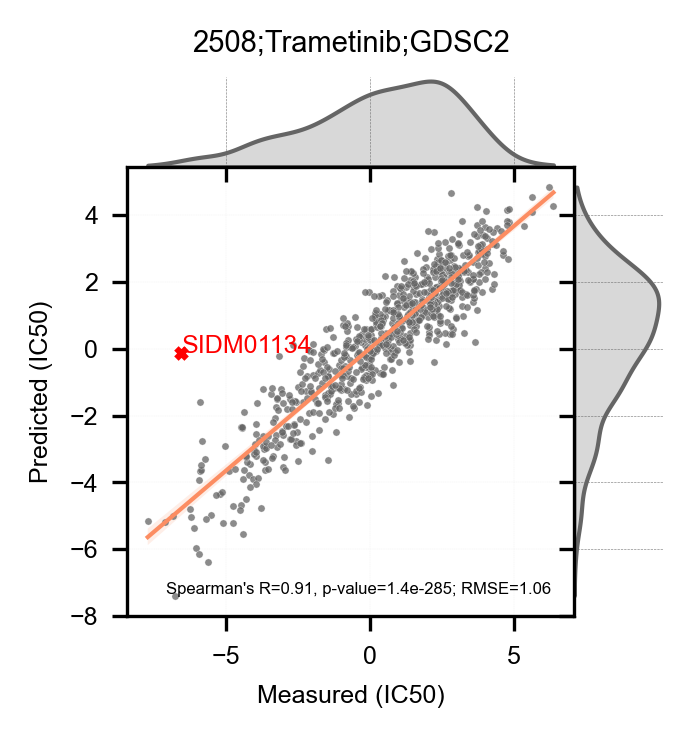 2508;Trametinib;GDSC2
4
2
0
−2
−4
−6
−8
SIDM01134
Spearman's R=0.91, p-value=1.4e-285; RMSE=1.06
−5
0
5
Measured (IC50)
Predicted (IC50)